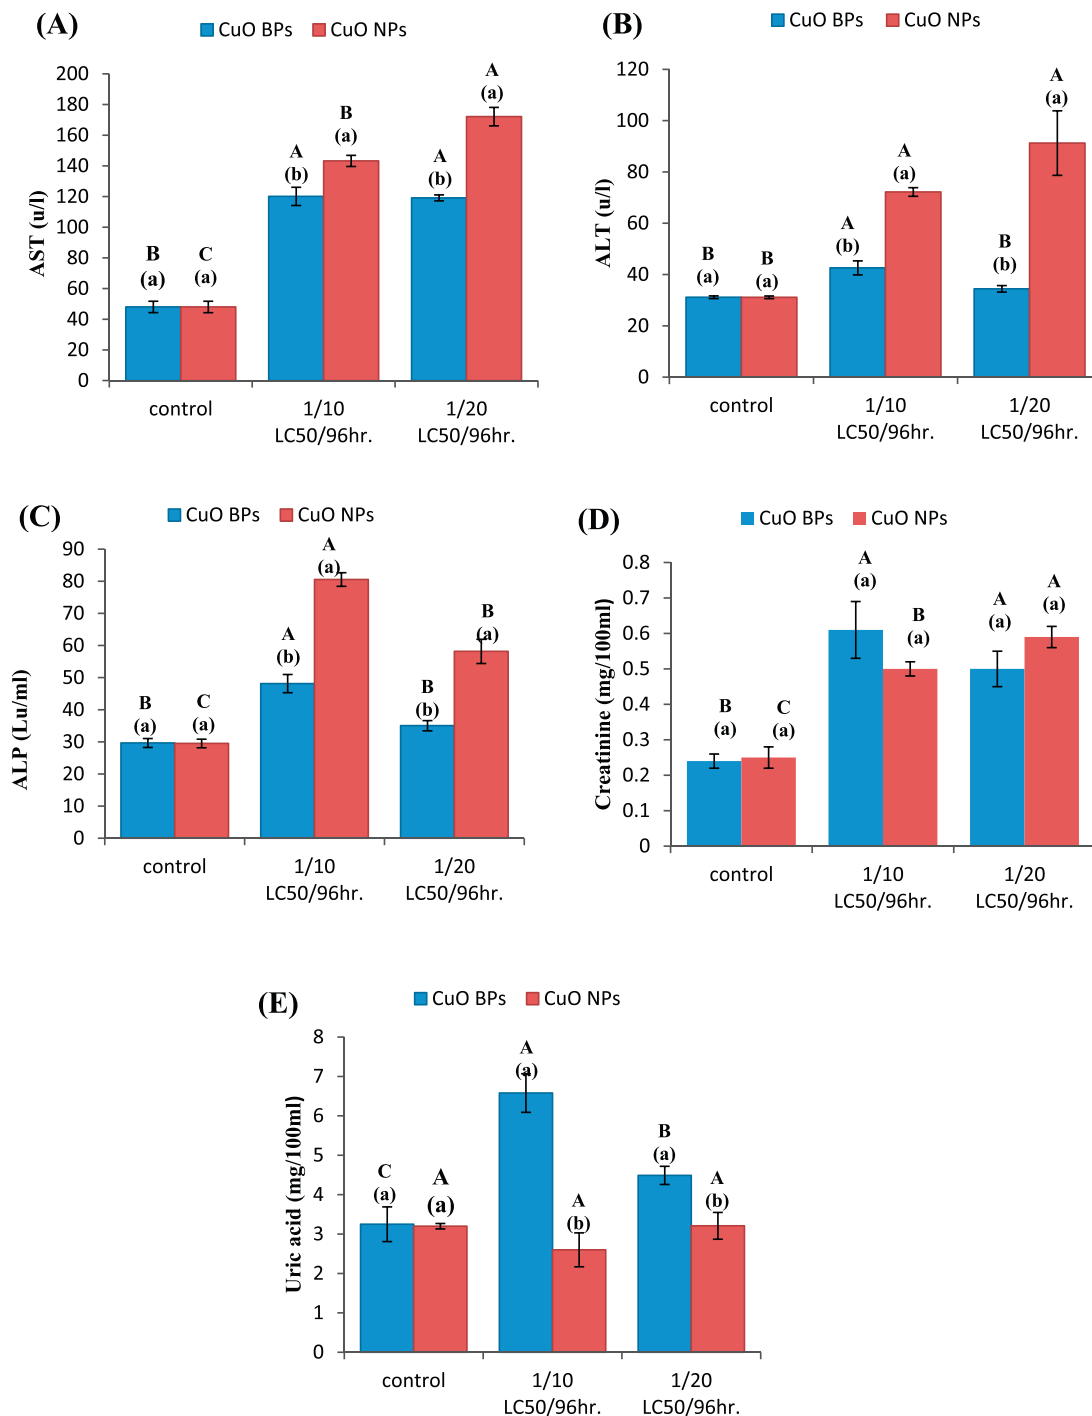 (A)
CuO BPs CuO NPs
AST (u/l)
200
180
160
140
120
100
80
60
40
20
0
B
(a)
C
(a)
A
(b)
B
(a)
A
(b)
A
(a)
control
1/10
LC50/96hr.
1/20
LC50/96hr.
(B)
CuO BPs CuO NPs
ALT (u/l)
120
100
80
60
40
20
0
B
(a)
B
(a)
A
(b)
A
(a)
B
(b)
A
(a)
control
1/10
LC50/96hr.
1/20
LC50/96hr.
(C)
CuO BPs CuO NPs
ALP (Lu/ml)
90
80
70
60
50
40
30
20
10
0
B
(a)
C
(a)
A
(b)
A
(a)
B
(b)
B
(a)
control
1/10
LC50/96hr.
1/20
LC50/96hr.
(D)
CuO BPs CuO NPs
Creatinine (mg/100ml)
0.8
0.7
0.6
0.5
0.4
0.3
0.2
0.1
0
B
(a)
C
(a)
A
(a)
B
(a)
A
(a)
A
(a)
control
1/10
LC50/96hr.
1/20
LC50/96hr.
(E)
CuO BPs CuO NPs
Uric acid (mg/100ml)
8
7
6
5
4
3
2
1
0
C
(a)
A
(a)
A
(a)
A
(b)
B
(a)
A
(b)
control
1/10
LC50/96hr.
1/20
LC50/96hr.